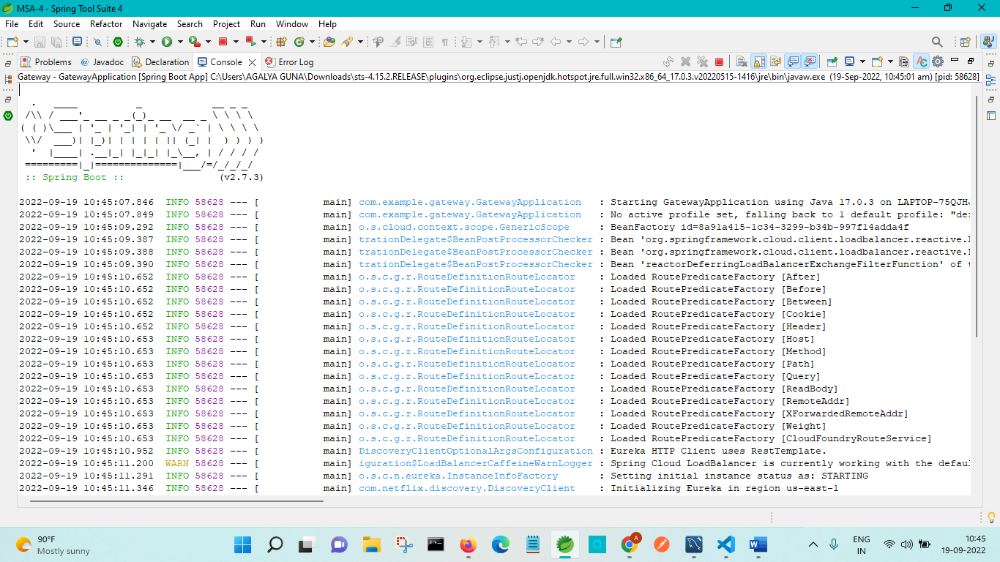 MSA-4 - Spring Tool Suite 4
File Edit Source Refactor Navigate Search Project Run Window Help
Problems @ Javadoc Declaration Console Error Log
Gateway - GatewayApplication [Spring Boot App] C:\Users\AGALYA GUNA\Downloads\sts-4.15.2.RELEASE\plugins\org.eclipse.justj.openjdk.hotspot.jre.full.win32.x86_64_17.0.3.v20220515-1416\jre\bin\javaw.exe (19-Sep-2022, 10:45:01 am) [pid: 58628]
Spring
:: Spring Boot :: (v2.7.3)
2022-09-19 10:45:07.846 INFO 58628 --- [ main] com.example.gateway.GatewayApplication : Starting GatewayApplication using Java 17.0.3 on
2022-09-19 10:45:07.849 INFO 58628 --- [ main] com.example.gateway.GatewayApplication : No active profile set, falling back to 1 default profile:
2022-09-19 10:45:09.292 INFO 58628 --- [ main] o.s.cloud.context.scope.GenericScope : BeanFactory id=8a91a415-1c34-3299-b34b-997f14adda4f
2022-09-19 10:45:09.387 INFO 58628 --- [ main] trationDelegate$BeanPostProcessorChecker : Bean 'org.springframework.cloud.client.loadbalancer.reactive.
2022-09-19 10:45:09.388 INFO 58628 --- [ main] trationDelegate$BeanPostProcessorChecker : Bean 'org.springframework.cloud.client.loadbalancer.reactive.
2022-09-19 10:45:09.390 INFO 58628 --- [ main] trationDelegate$BeanPostProcessorChecker : Bean 'reactorDeferringLoadBalancerExchangeFilterFunction' of
2022-09-19 10:45:10.652 INFO 58628 --- [ main] o.s.c.g.r.RouteDefinitionRouteLocator : Loaded RoutePredicateFactory [After]
2022-09-19 10:45:10.652 INFO 58628 --- [ main] o.s.c.g.r.RouteDefinitionRouteLocator : Loaded RoutePredicateFactory [Before]
2022-09-19 10:45:10.652 INFO 58628 --- [ main] o.s.c.g.r.RouteDefinitionRouteLocator : Loaded RoutePredicateFactory [Between]
2022-09-19 10:45:10.652 INFO 58628 --- [ main] o.s.c.g.r.RouteDefinitionRouteLocator : Loaded RoutePredicateFactory [Cookie]
2022-09-19 10:45:10.652 INFO 58628 --- [ main] o.s.c.g.r.RouteDefinitionRouteLocator : Loaded RoutePredicateFactory [Header]
2022-09-19 10:45:10.653 INFO 58628 --- [ main] o.s.c.g.r.RouteDefinitionRouteLocator : Loaded RoutePredicateFactory [Host]
2022-09-19 10:45:10.653 INFO 58628 --- [ main] o.s.c.g.r.RouteDefinitionRouteLocator : Loaded RoutePredicateFactory [Method]
2022-09-19 10:45:10.653 INFO 58628 --- [ main] o.s.c.g.r.RouteDefinitionRouteLocator : Loaded RoutePredicateFactory [Path]
2022-09-19 10:45:10.653 INFO 58628 --- [ main] o.s.c.g.r.RouteDefinitionRouteLocator : Loaded RoutePredicateFactory [Query]
2022-09-19 10:45:10.653 INFO 58628 --- [ main] o.s.c.g.r.RouteDefinitionRouteLocator : Loaded RoutePredicateFactory [ReadBody]
2022-09-19 10:45:10.653 INFO 58628 --- [ main] o.s.c.g.r.RouteDefinitionRouteLocator : Loaded RoutePredicateFactory [RemoteAddr]
2022-09-19 10:45:10.653 INFO 58628 --- [ main] o.s.c.g.r.RouteDefinitionRouteLocator : Loaded RoutePredicateFactory [XForwardedRemoteAddr]
2022-09-19 10:45:10.653 INFO 58628 --- [ main] o.s.c.g.r.RouteDefinitionRouteLocator : Loaded RoutePredicateFactory [Weight]
2022-09-19 10:45:10.653 INFO 58628 --- [ main] o.s.c.g.r.RouteDefinitionRouteLocator : Loaded RoutePredicateFactory [CloudFoundryRouteService]
2022-09-19 10:45:10.952 INFO 58628 --- [ main] DiscoveryClientOptionalArgsConfiguration : Eureka HTTP Client uses RestTemplate.
2022-09-19 10:45:11.200 WARN 58628 --- [ main] iguration$LoadBalancerCaffeineWarnLogger : Spring Cloud LoadBalancer is currently working with the
2022-09-19 10:45:11.291 INFO 58628 --- [ main] o.s.c.n.eureka.InstanceInfoFactory : Setting initial instance status as: STARTING
2022-09-19 10:45:11.346 INFO 58628 --- [ main] com.netflix.discovery.DiscoveryClient : Initializing Eureka in region us-east-1
90°F
Mostly sunny
A
ENG
IN
10:45
19-09-2022